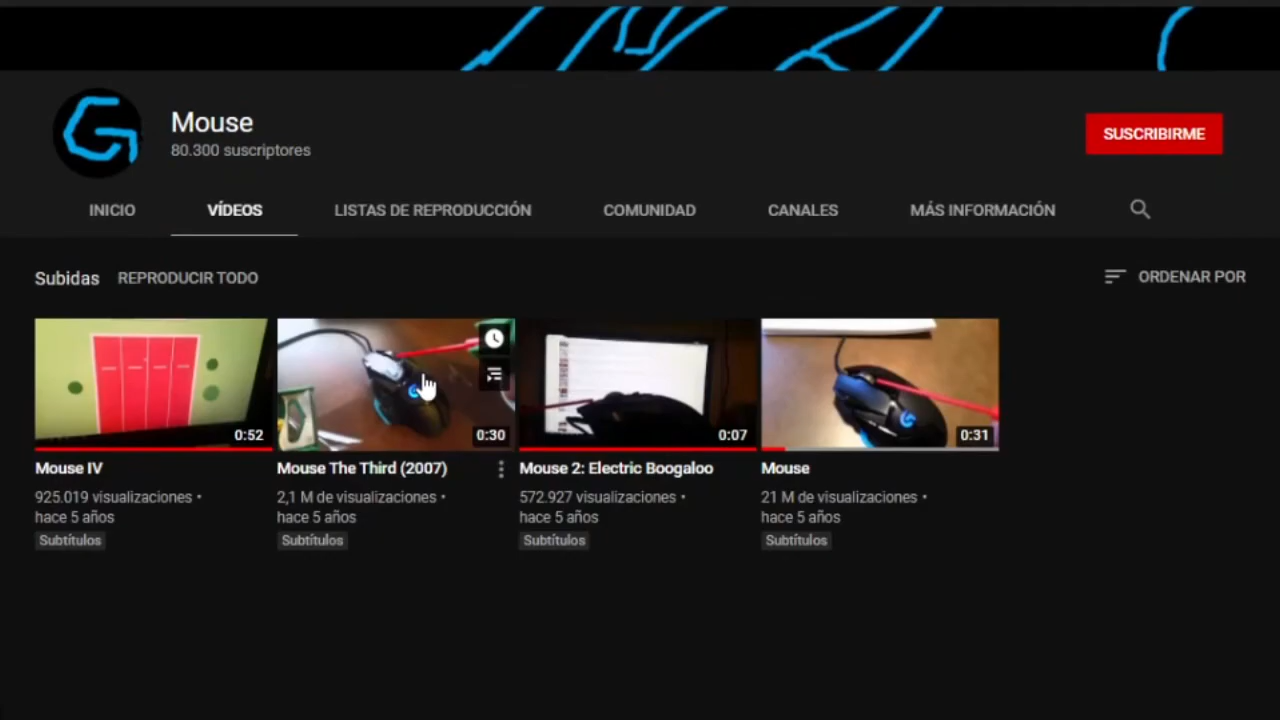 Mouse
80.300 suscriptores
SUSCRIBIRME
INICIO VÍDEOS LISTAS DE REPRODUCCIÓN COMUNIDAD CANALES MÁS INFORMACIÓN
Subidas REPRODUCIR TODO ORDENAR POR
0:52 0:30 0:07 0:31
Mouse IV
925.019 visualizaciones •
hace 5 años
Subtítulos
Mouse The Third (2007)
2,1 M de visualizaciones •
hace 5 años
Subtítulos
Mouse 2: Electric Boogaloo
572.927 visualizaciones •
hace 5 años
Subtítulos
Mouse
21 M de visualizaciones •
hace 5 años
Subtítulos